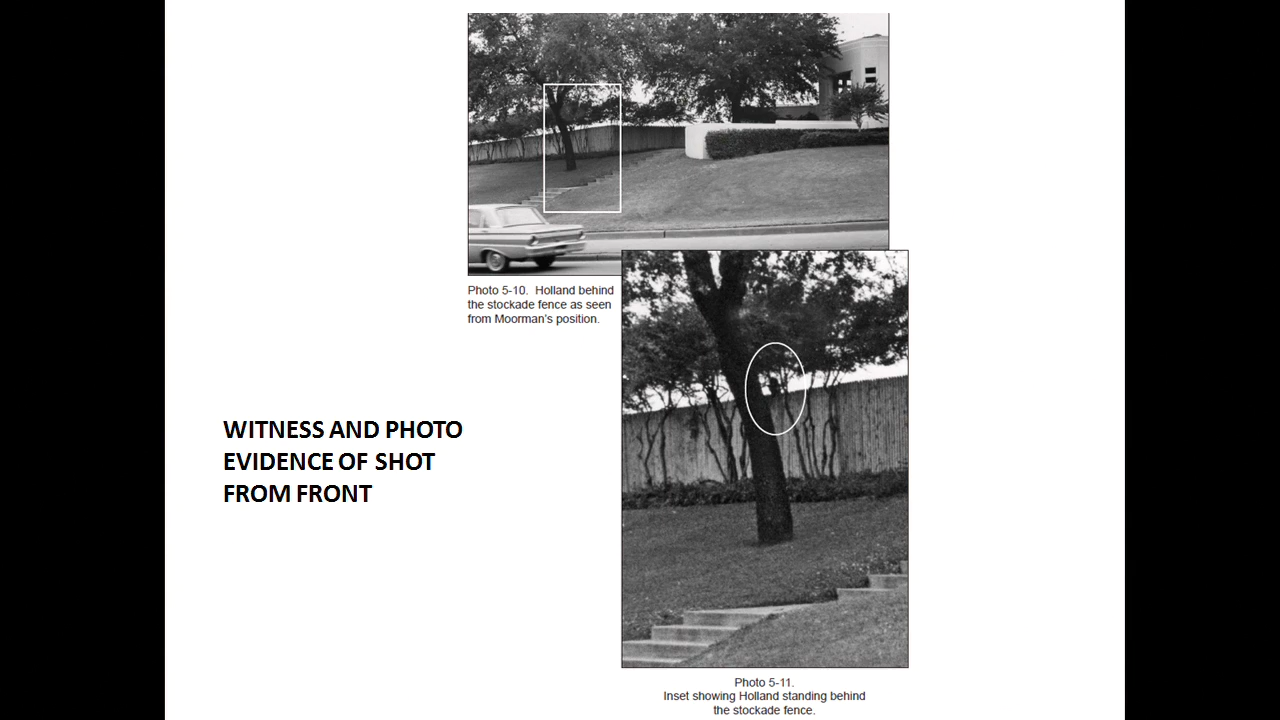 Photo 5-10. Holland behind
the stockade fence as seen
from Moorman's position.
WITNESS AND PHOTO
EVIDENCE OF SHOT
FROM FRONT
Photo 5-11.
Inset showing Holland standing behind
the stockade fence.